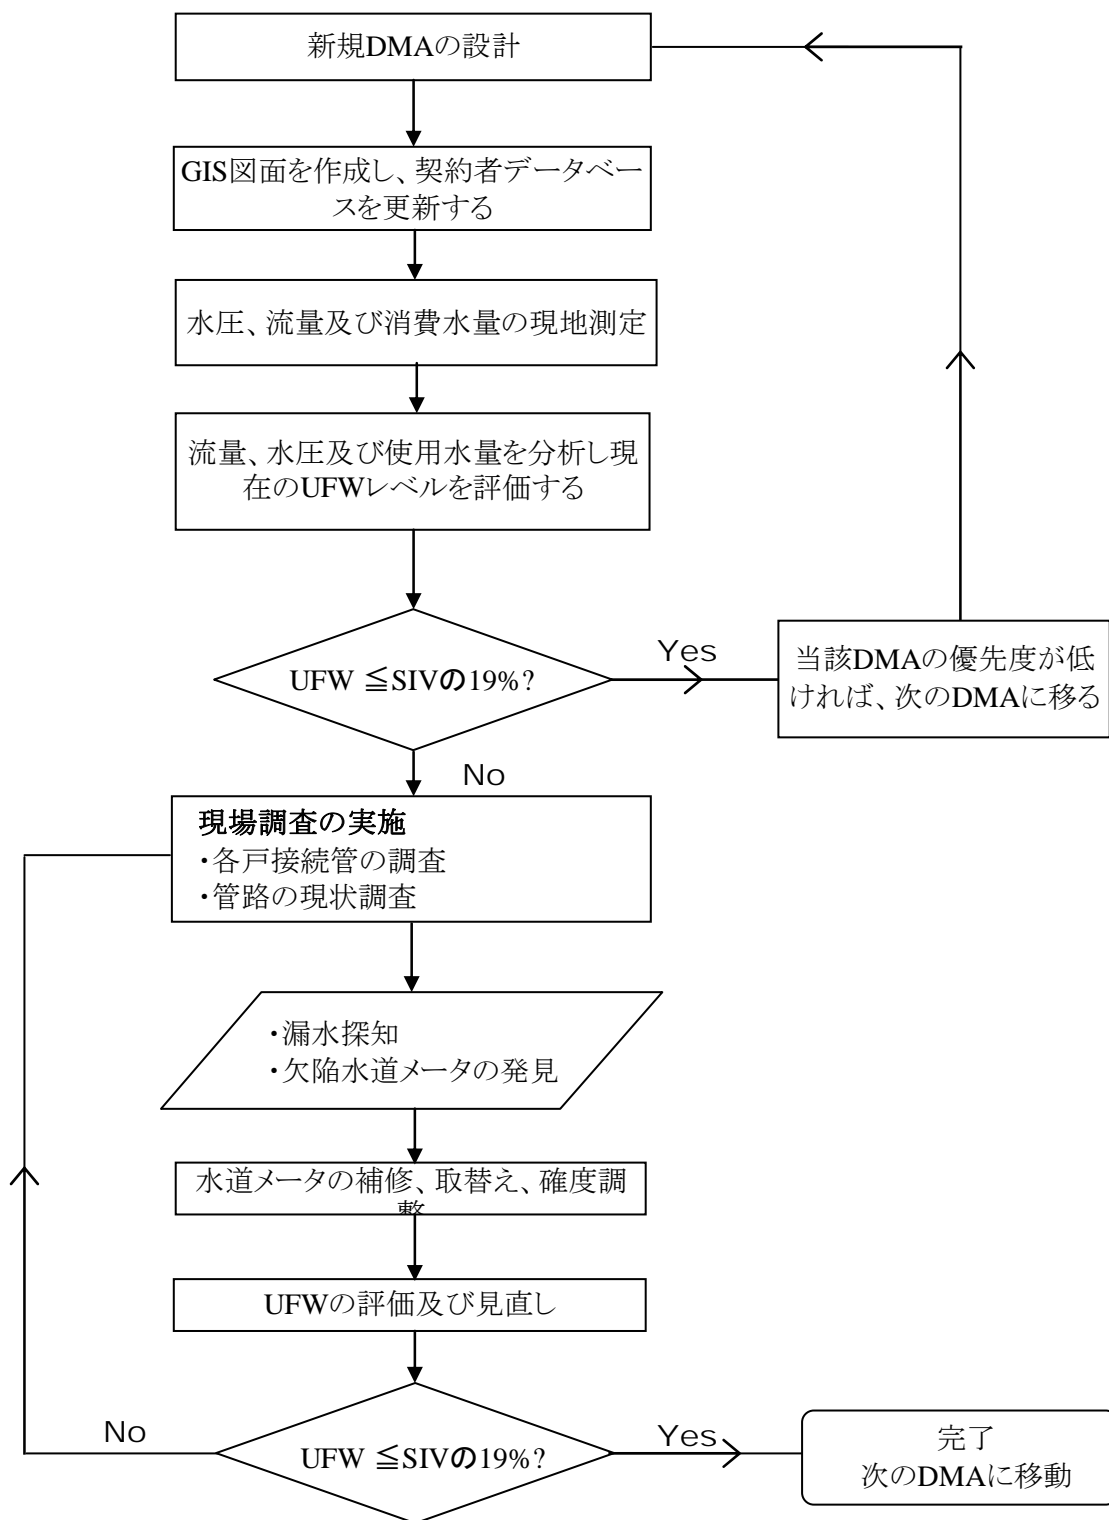 新規DMAの設計
GIS図面を作成し、契約者データベー
スを更新する
水圧、流量及び消費水量の現地測定
流量、水圧及び使用水量を分析し現
在のUFWレベルを評価する
UFW ≦SIVの19%?
Yes
当該DMAの優先度が低
ければ、次のDMAに移る
No
現場調査の実施
・各戸接続管の調査
・管路の現状調査
・漏水探知
・欠陥水道メータの発見
水道メータの補修、取替え、確度調
整
UFWの評価及び見直し
UFW ≦SIVの19%?
No
Yes
完了
次のDMAに移動